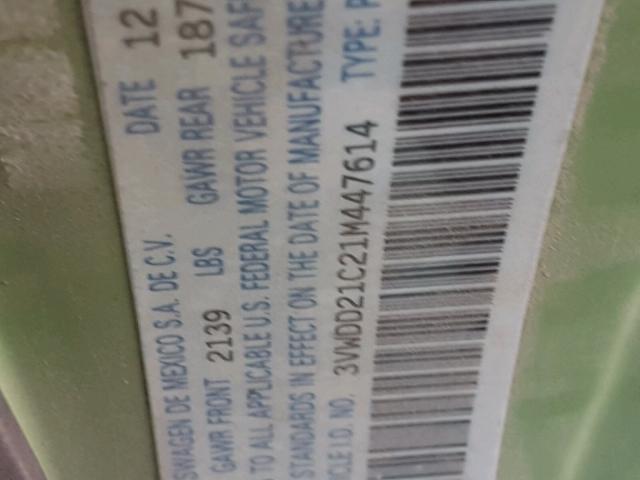 SWAGEN DE MEXICO S.A. DE C.V. DATE 12
GAWR FRONT 2139 LBS GAWR REAR 187
TO ALL APPLICABLE U.S. FEDERAL MOTOR VEHICLE SAF
STANDARDS IN EFFECT ON THE DATE OF MANUFACTURE
ICLE I.D. NO. 3VWDD21C21M447614 TYPE: P